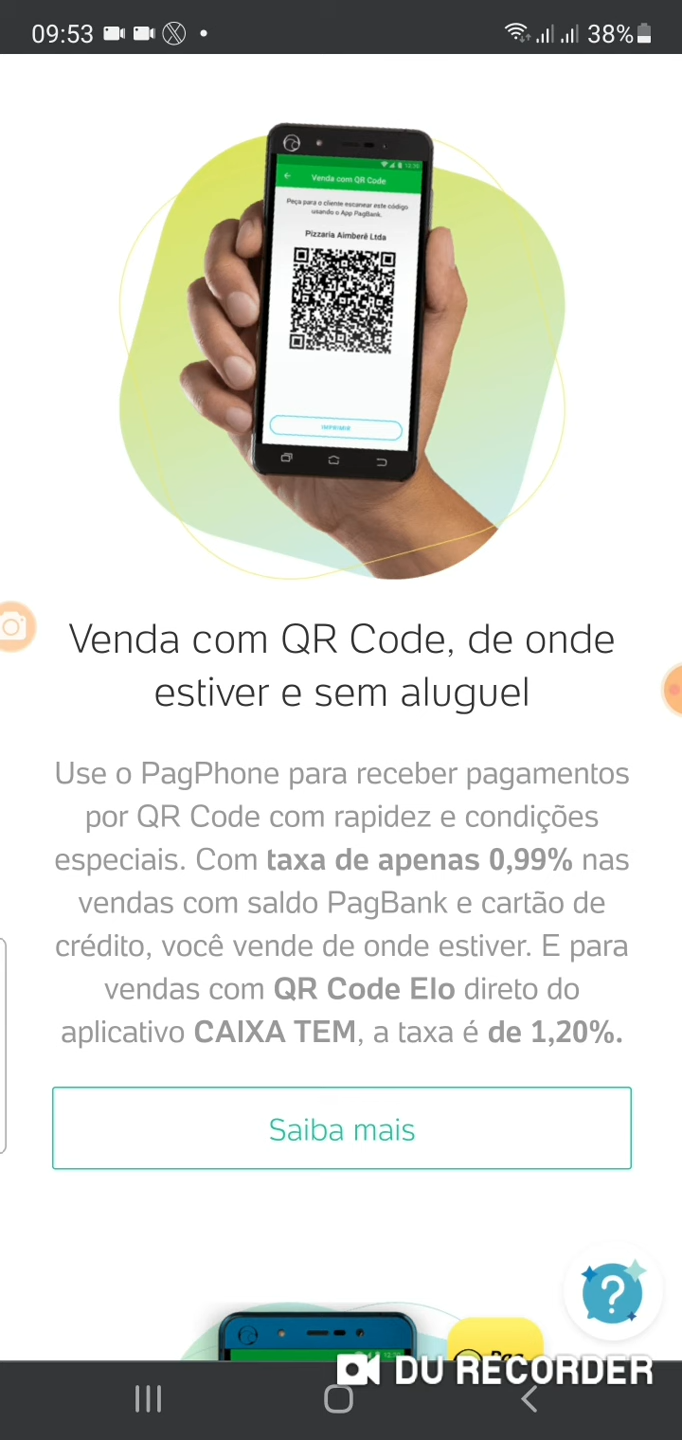 09:53
38%
Venda com QR Code
Peça para o cliente escanear este código
usando o App PagBank.
Pizzaria Aimberê Ltda
IMPRIMIR
Venda com QR Code, de onde
estiver e sem aluguel
Use o PagPhone para receber pagamentos
por QR Code com rapidez e condições
especiais. Com taxa de apenas 0,99% nas
vendas com saldo PagBank e cartão de
crédito, você vende de onde estiver. E para
vendas com QR Code Elo direto do
aplicativo CAIXA TEM, a taxa é de 1,20%.
Saiba mais
?
DU RECORDER